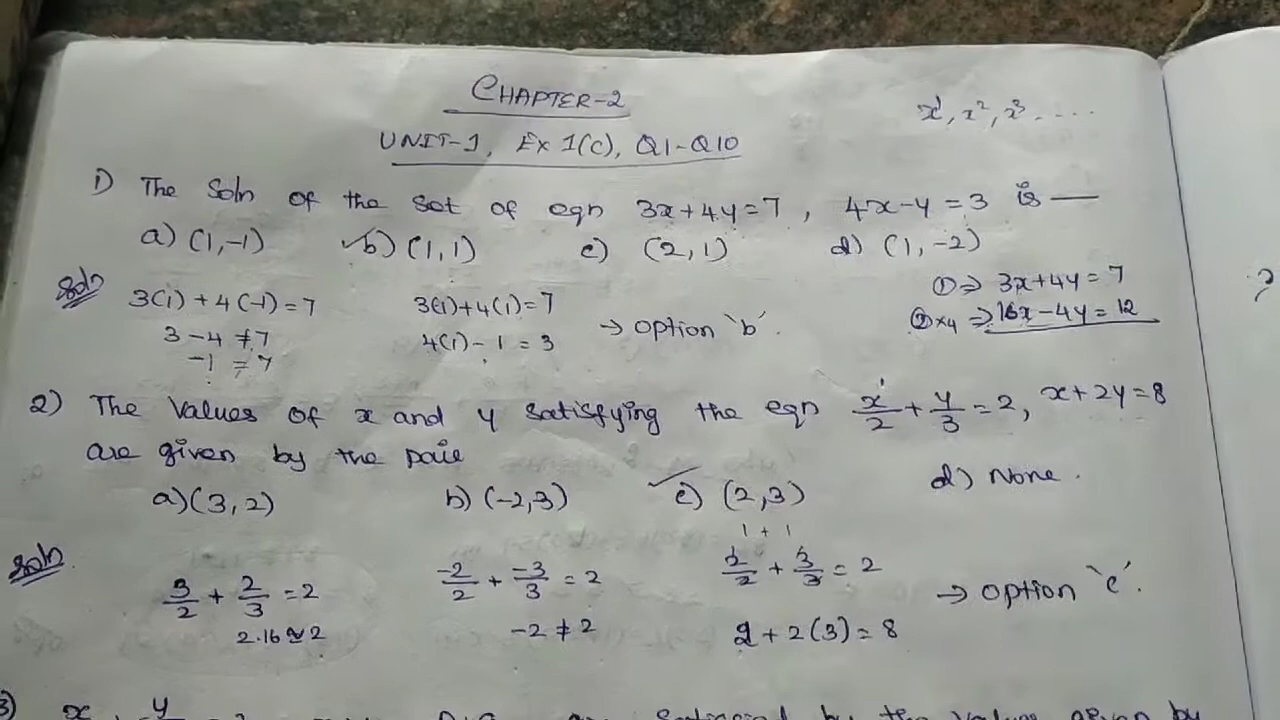 CHAPTER-2
x¹, x², x³, ....
UNIT-1, Ex 1(C), Q1-Q10
1) The Soln of the Set of eqn 3x+4y=7, 4x-y=3 is —
a) (1,-1) ✓b) (1,1) c) (2,1) d) (1,-2)
Soln
3(1)+4(-1)=7
3-4≠7
-1≠7
3(1)+4(1)=7
4(1)-1=3
→ Option 'b'.
①⇒ 3x+4y=7
②×4 ⇒ 16x-4y=12
2) The Values of x and y satisfying the eqn x/2 + y/3 = 2, x+2y=8
are given by the pair
a) (3,2) b) (-2,3) ✓c) (2,3) d) None.
Soln.
3/2 + 2/3 = 2
2.16≈2
-2/2 + -3/3 = 2
-2≠2
1 + 1
2/2 + 3/3 = 2
2+2(3)=8
→ Option 'c'.
3)
?